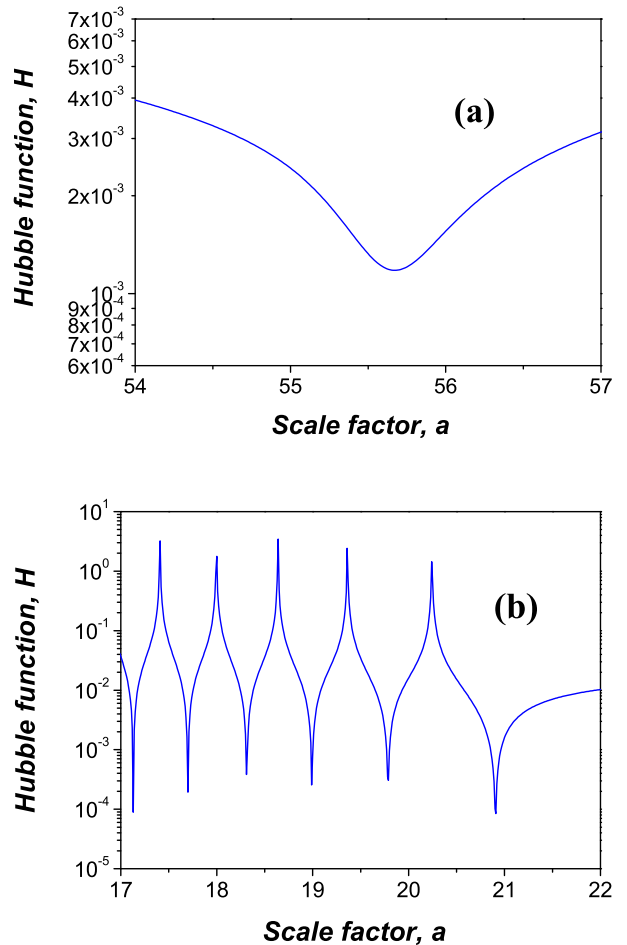 7x10⁻³
6x10⁻³
5x10⁻³
4x10⁻³
3x10⁻³
2x10⁻³
10⁻³
9x10⁻⁴
8x10⁻⁴
7x10⁻⁴
6x10⁻⁴
Hubble function, H
(a)
54 55 56 57
Scale factor, a
10¹
10⁰
10⁻¹
10⁻²
10⁻³
10⁻⁴
10⁻⁵
Hubble function, H
(b)
17 18 19 20 21 22
Scale factor, a